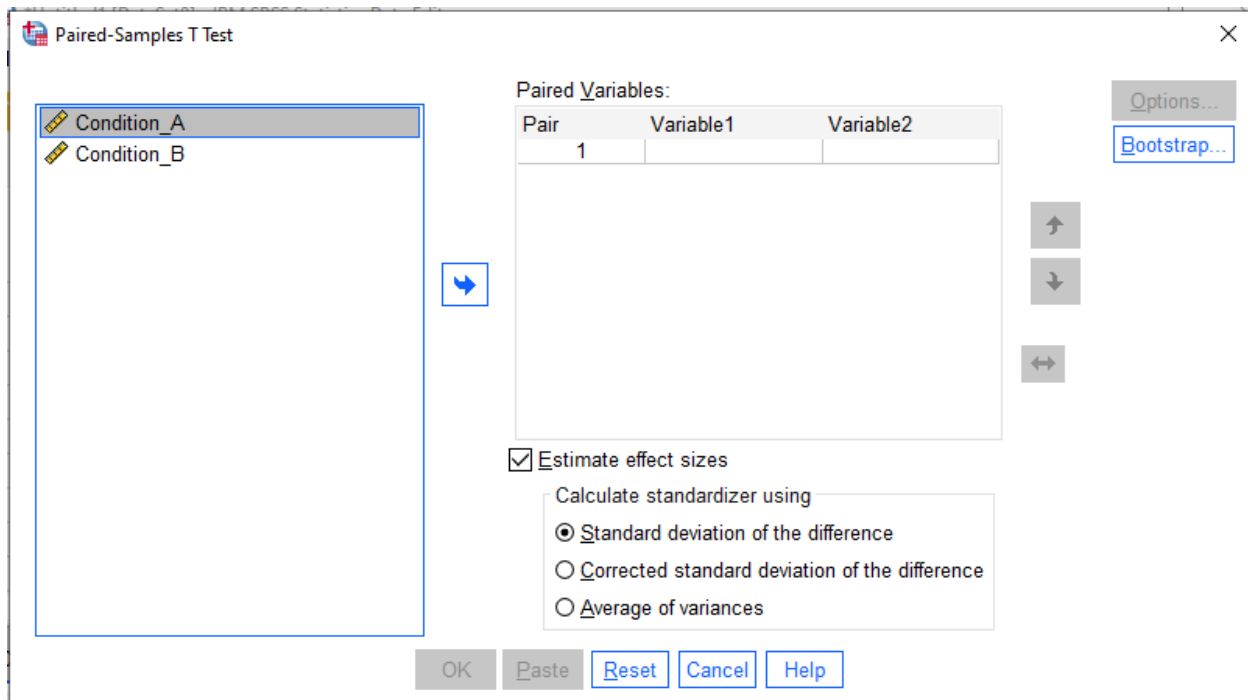 Paired-Samples T Test
Condition_A
Condition_B
Paired Variables:
Pair Variable1 Variable2
1
Options...
Bootstrap...
Estimate effect sizes
Calculate standardizer using
Standard deviation of the difference
Corrected standard deviation of the difference
Average of variances
OK Paste Reset Cancel Help